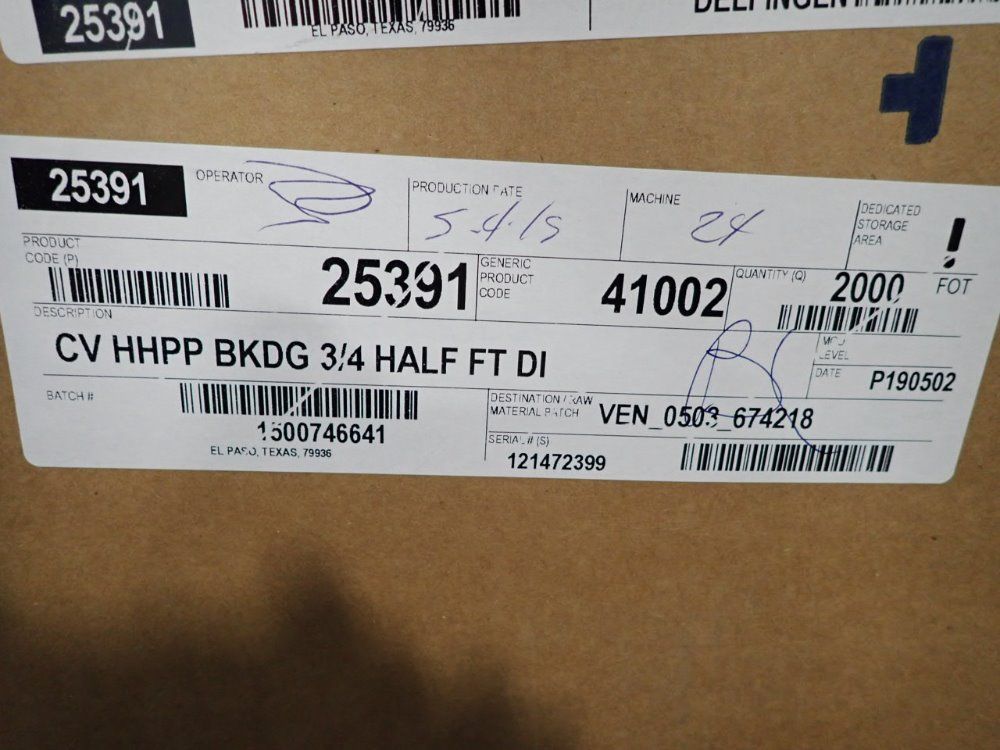 25391
EL PASO, TEXAS, 79936
DELFINGEN
25391
OPERATOR
PRODUCTION DATE
5-4-19
MACHINE
24
DEDICATED
STORAGE
AREA
!
FOT
PRODUCT
CODE (P)
25391
GENERIC
PRODUCT
CODE
41002
QUANTITY (Q)
2000
DESCRIPTION
CV HHPP BKDG 3/4 HALF FT DI
LEVEL
DATE
P190502
BATCH #
1500746641
EL PASO, TEXAS, 79936
DESTINATION / RAW
MATERIAL BATCH
VEN_0503_674218
SERIAL # (S)
121472399